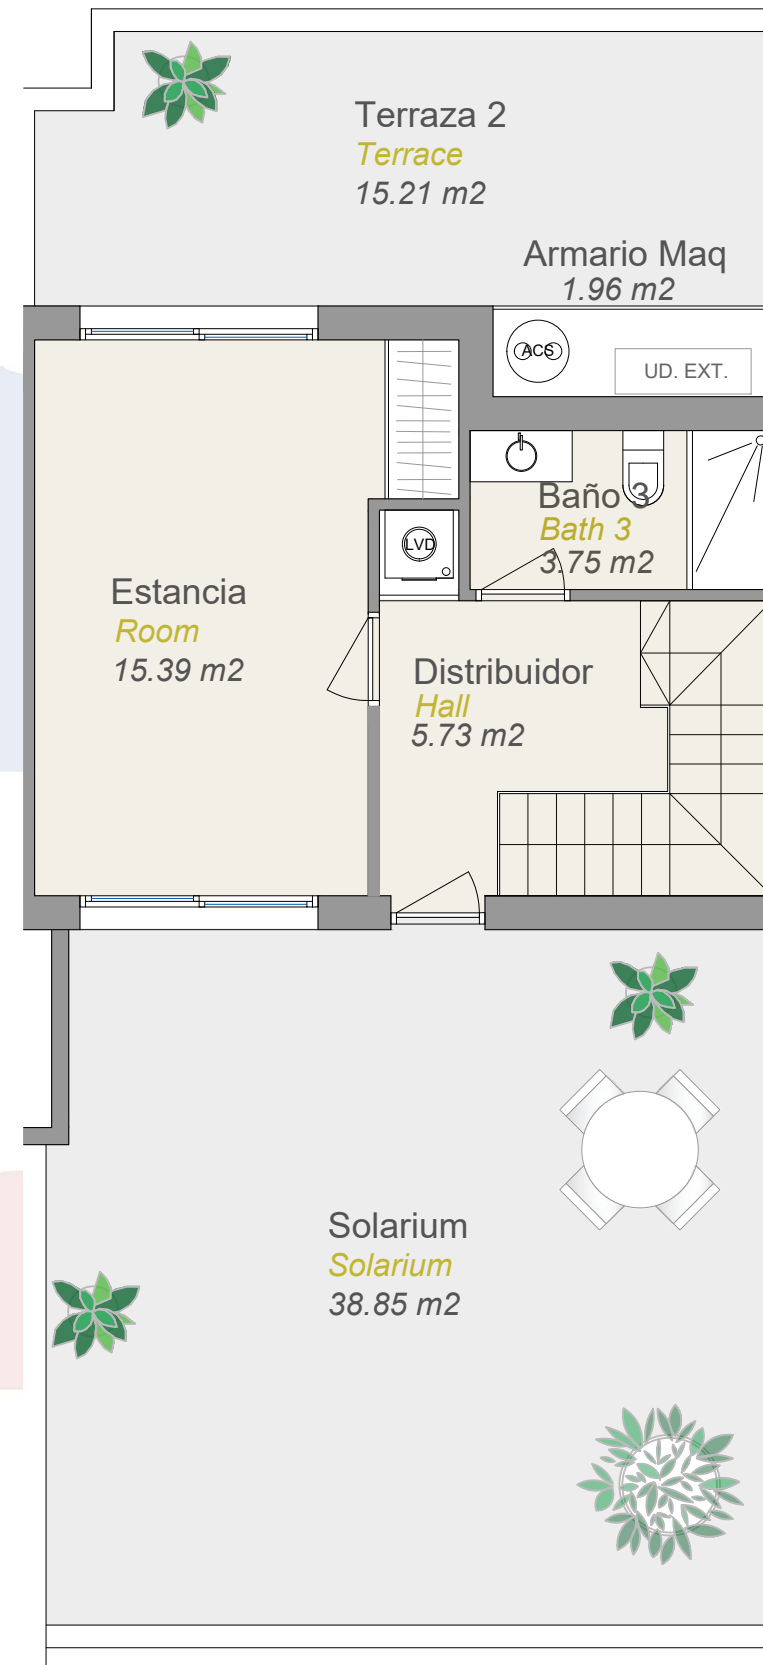 Terraza 2
Terrace
15.21 m2
Armario Maq
1.96 m2
ACS
UD. EXT.
Baño 3
Bath 3
3.75 m2
LVD
Estancia
Room
15.39 m2
Distribuidor
Hall
5.73 m2
Solarium
Solarium
38.85 m2